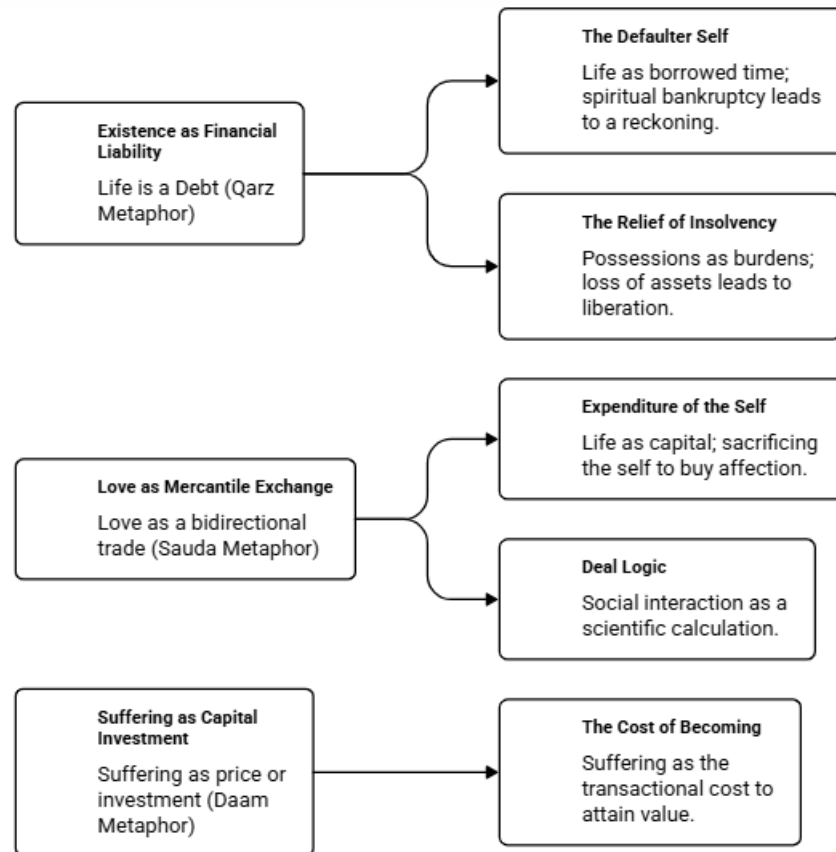 The Defaulter Self
Life as borrowed time;
spiritual bankruptcy leads
to a reckoning.
Existence as Financial
Liability
Life is a Debt (Qarz
Metaphor)
The Relief of Insolvency
Possessions as burdens;
loss of assets leads to
liberation.
Expenditure of the Self
Life as capital; sacrificing
the self to buy affection.
Love as Mercantile Exchange
Love as a bidirectional
trade (Sauda Metaphor)
Deal Logic
Social interaction as a
scientific calculation.
Suffering as Capital
Investment
Suffering as price or
investment (Daam
Metaphor)
The Cost of Becoming
Suffering as the
transactional cost to
attain value.